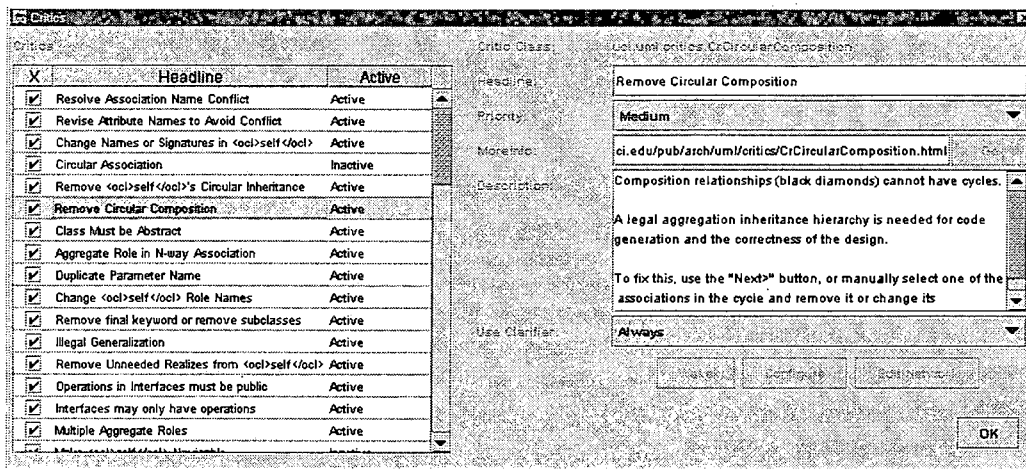 Critics
Critics
X Headline Active
Resolve Association Name Conflict Active
Revise Attribute Names to Avoid Conflict Active
Change Names or Signatures in <ocl>self</ocl> Active
Circular Association Inactive
Remove <ocl>self</ocl>'s Circular Inheritance Active
Remove Circular Composition Active
Class Must be Abstract Active
Aggregate Role in N-way Association Active
Duplicate Parameter Name Active
Change <ocl>self</ocl> Role Names Active
Remove final keyword or remove subclasses Active
Illegal Generalization Active
Remove Unneeded Realizes from <ocl>self</ocl> Active
Operations in Interfaces must be public Active
Interfaces may only have operations Active
Multiple Aggregate Roles Active
Critic Class: uci.uml.critics.CrCircularComposition
Headline: Remove Circular Composition
Priority: Medium
MoreInfo: ci.edu/pub/arch/uml/critics/CrCircularComposition.html Go
Description: Composition relationships (black diamonds) cannot have cycles.
A legal aggregation inheritance hierarchy is needed for code
generation and the correctness of the design.
To fix this, use the "Next>" button, or manually select one of the
associations in the cycle and remove it or change its
Use Clarifier: Always
Configure
OK